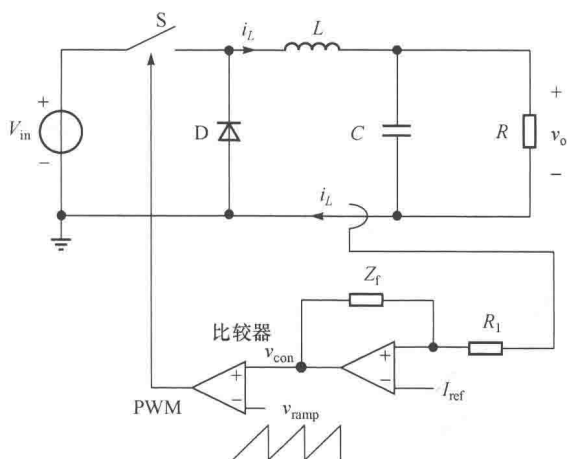 S
i_L
L
+
V_in
−
D
C
R
+
v_o
−
i_L
Z_f
比较器
v_con
+
−
R_1
I_ref
+
−
PWM
v_ramp